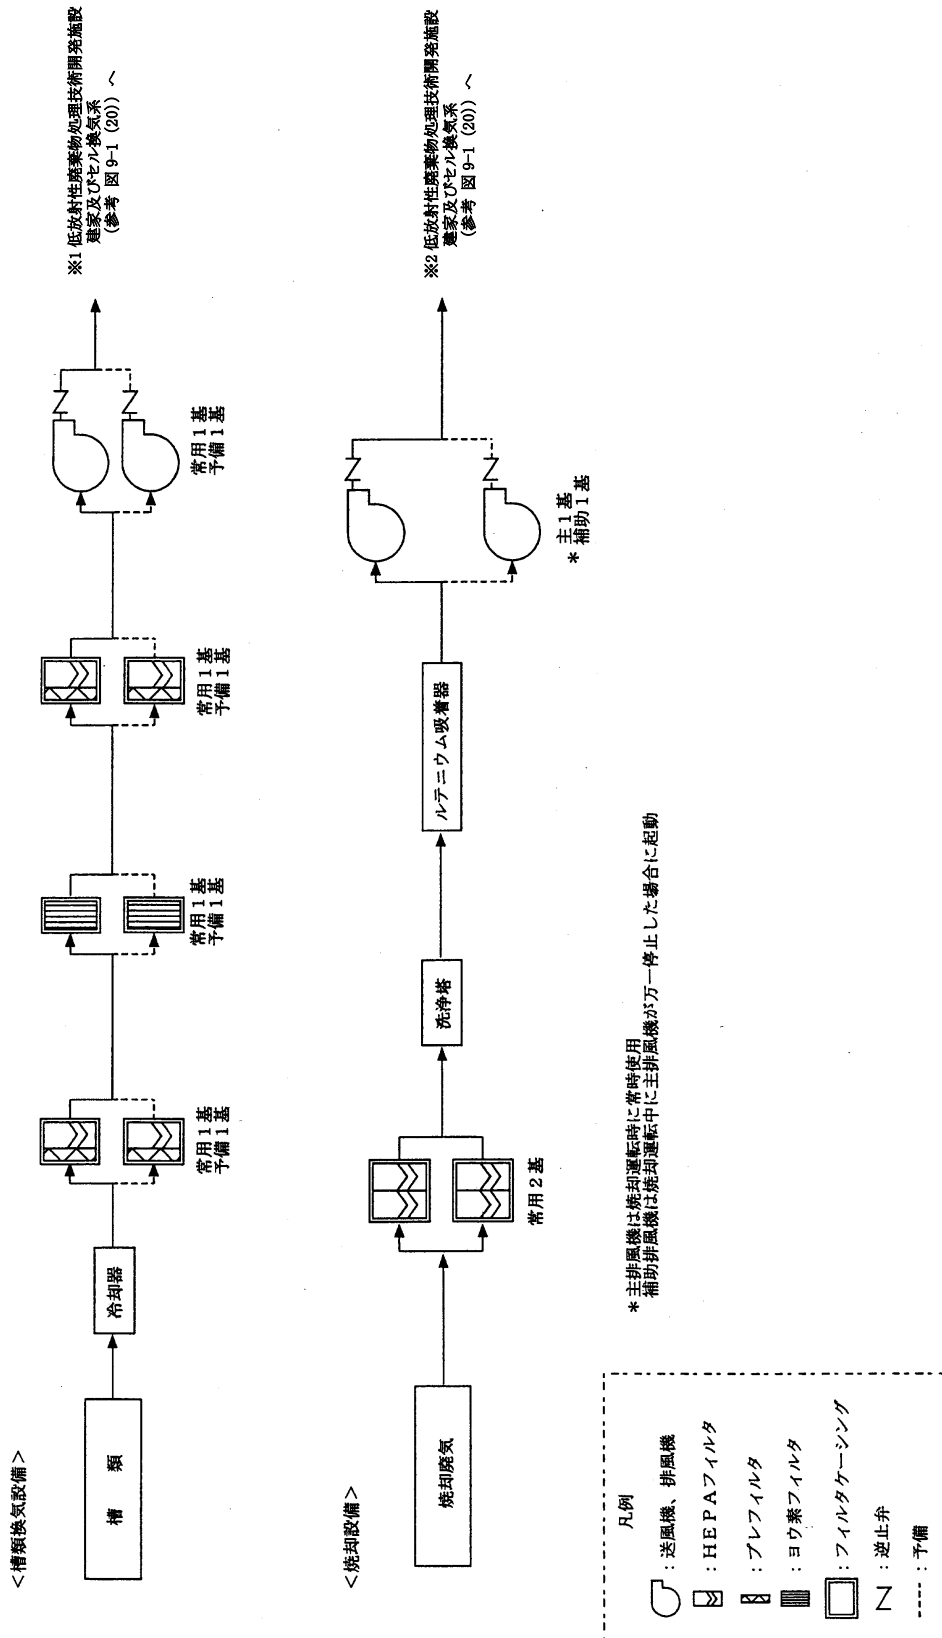 <槽類換気設備>
槽 類
冷却器
常用1基
予備1基
常用1基
予備1基
常用1基
予備1基
常用1基
予備1基
※1 低放射性廃棄物処理技術開発施設
建家及びセル換気系
(参考 図9-1 (20)) へ
<焼却設備>
焼却廃気
常用2基
洗浄塔
ルテニウム吸着器
主1基
* 補助1基
※2 低放射性廃棄物処理技術開発施設
建家及びセル換気系
(参考 図9-1 (20)) へ
* 主排風機は焼却運転時に常時使用
補助排風機は焼却運転中に主排風機が万一停止した場合に起動
凡例
：送風機、排風機
：HEPAフィルタ
：プレフィルタ
：ヨウ素フィルタ
：フィルタケーシング
：逆止弁
：予備